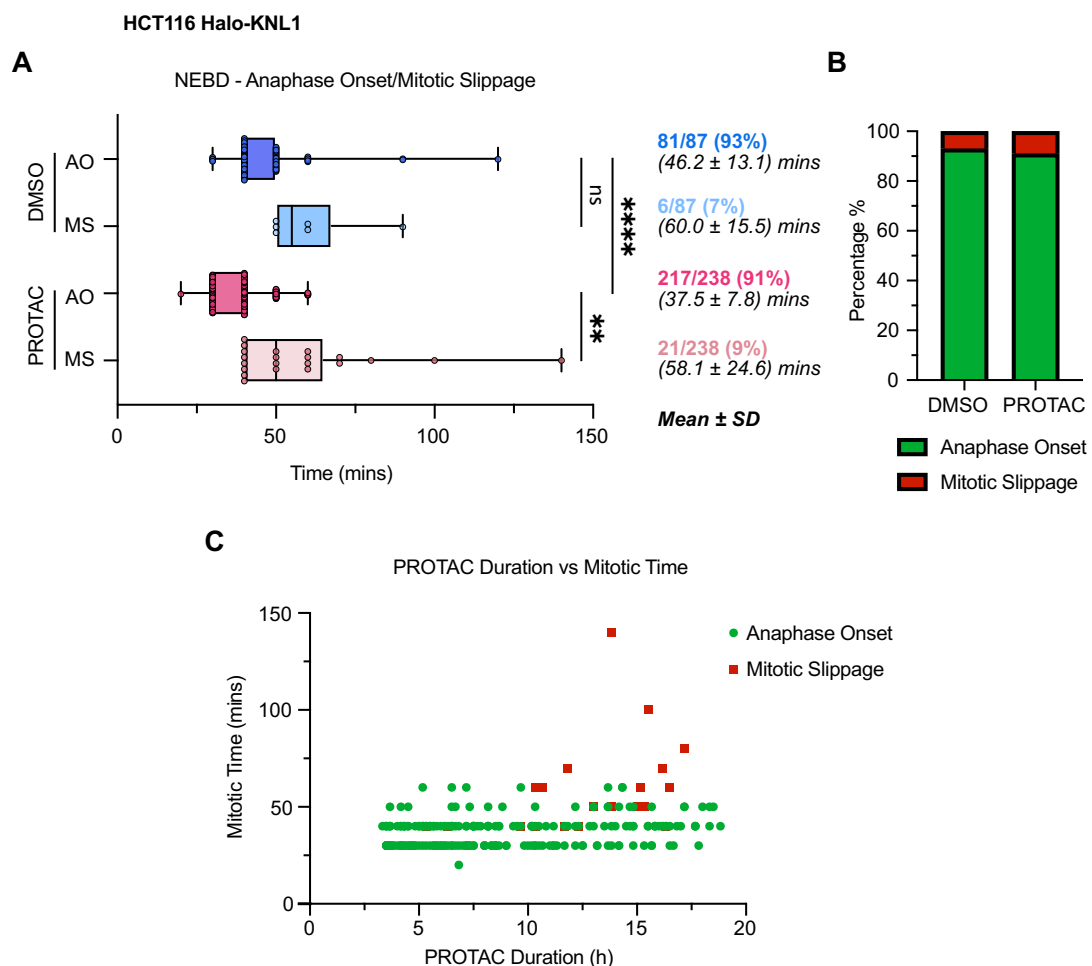 HCT116 Halo-KNL1
A
NEBD - Anaphase Onset/Mitotic Slippage
DMSO
AO
MS
PROTAC
AO
MS
ns
****
**
81/87 (93%)
(46.2 ± 13.1) mins
6/87 (7%)
(60.0 ± 15.5) mins
217/238 (91%)
(37.5 ± 7.8) mins
21/238 (9%)
(58.1 ± 24.6) mins
Mean ± SD
0 50 100 150
Time (mins)
B
Percentage %
100
80
60
40
20
0
DMSO PROTAC
Anaphase Onset
Mitotic Slippage
C
PROTAC Duration vs Mitotic Time
Mitotic Time (mins)
150
100
50
0
0 5 10 15 20
PROTAC Duration (h)
Anaphase Onset
Mitotic Slippage